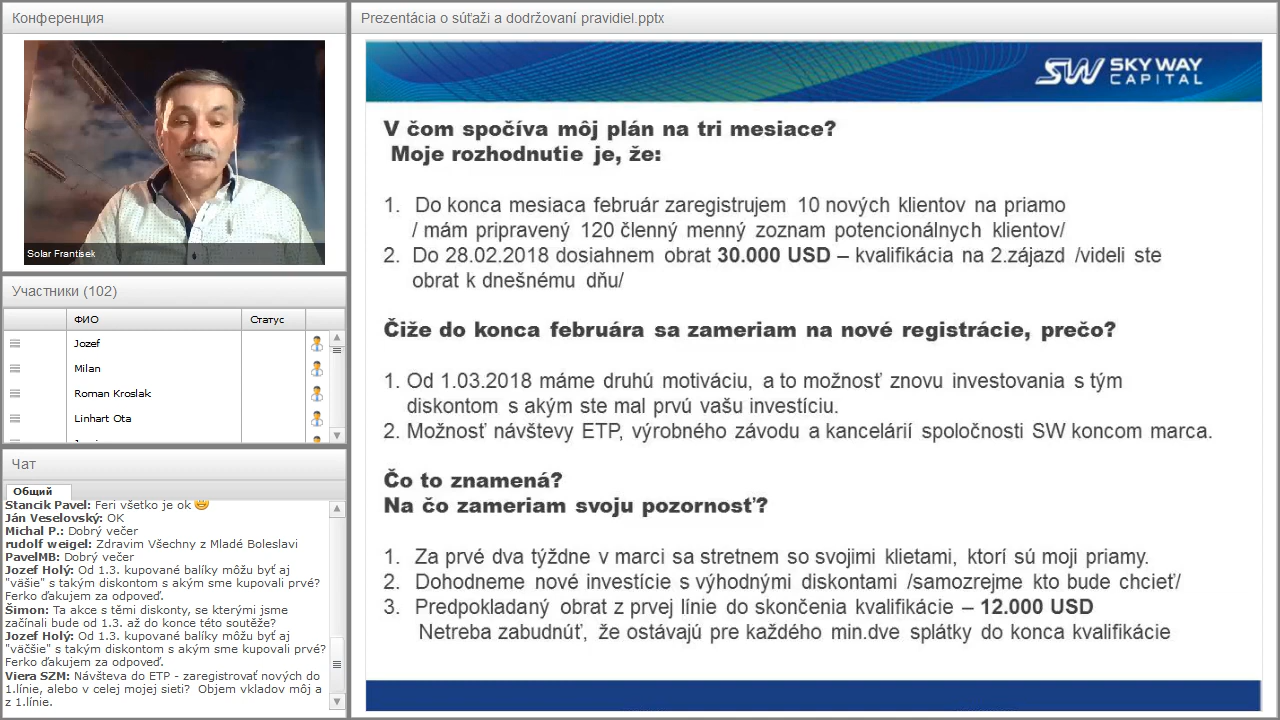 Конференция
Solar Frantisek
Участники (102)
ФИО Статус
Jozef
Milan
Roman Kroslak
Linhart Ota
Чат
Общий
Stančík Pavel: Feri všetko je ok
Ján Veselovský: OK
Michal P.: Dobrý večer
rudolf weigel: Zdravím Všechny z Mladé Boleslavi
PavelMB: Dobrý večer
Jozef Holý: Od 1.3. kupované balíky môžu byť aj
"väšie" s takým diskontom s akým sme kupovali prvé?
Ferko ďakujem za odpoveď.
Šimon: Ta akce s těmi diskonty, se kterými jsme
začínali bude od 1.3. až do konce této soutěže?
Jozef Holý: Od 1.3. kupované balíky môžu byť aj
"väčšie" s takým diskontom s akým sme kupovali prvé?
Ferko ďakujem za odpoveď.
Viera SZM: Návšteva do ETP - zaregistrovať nových do
1.línie, alebo v celej mojej sieti? Objem vkladov môj a
z 1.línie.
Prezentácia o súťaži a dodržovaní pravidiel.pptx
SW SKY WAY
CAPITAL
V čom spočíva môj plán na tri mesiace?
Moje rozhodnutie je, že:
1. Do konca mesiaca február zaregistrujem 10 nových klientov na priamo
/ mám pripravený 120 členný menný zoznam potencionálnych klientov/
2. Do 28.02.2018 dosiahnem obrat 30.000 USD – kvalifikácia na 2.zájazd /videli ste
obrat k dnešnému dňu/
Čiže do konca februára sa zameriam na nové registrácie, prečo?
1. Od 1.03.2018 máme druhú motiváciu, a to možnosť znovu investovania s tým
diskontom s akým ste mal prvú vašu investíciu.
2. Možnosť návštevy ETP, výrobného závodu a kancelárií spoločnosti SW koncom marca.
Čo to znamená?
Na čo zameriam svoju pozornosť?
1. Za prvé dva týždne v marci sa stretnem so svojimi klietami, ktorí sú moji priamy.
2. Dohodneme nové investície s výhodnými diskontami /samozrejme kto bude chcieť/
3. Predpokladaný obrat z prvej línie do skončenia kvalifikácie – 12.000 USD
Netreba zabudnúť, že ostávajú pre každého min.dve splátky do konca kvalifikácie